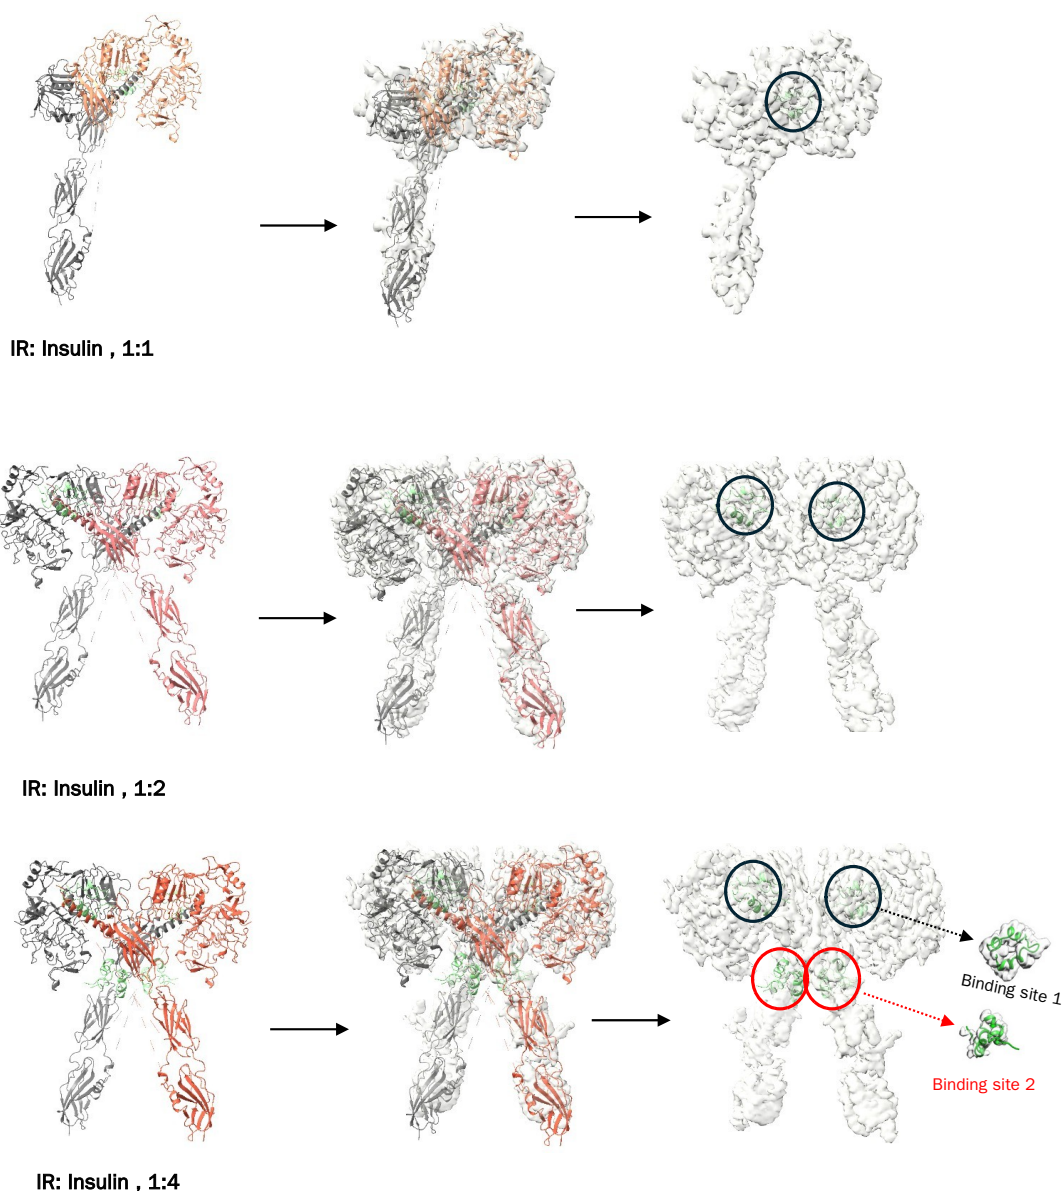 IR: Insulin , 1:1
IR: Insulin , 1:2
Binding site 1
Binding site 2
IR: Insulin , 1:4